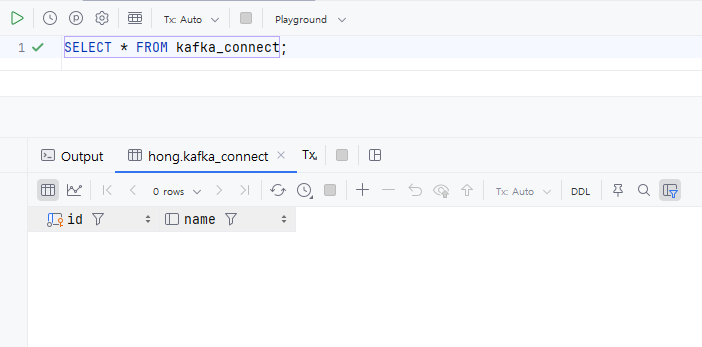 Tx: Auto Playground
1 SELECT * FROM kafka_connect;
Output hong.kafka_connect Tx
0 rows Tx: Auto DDL
id name